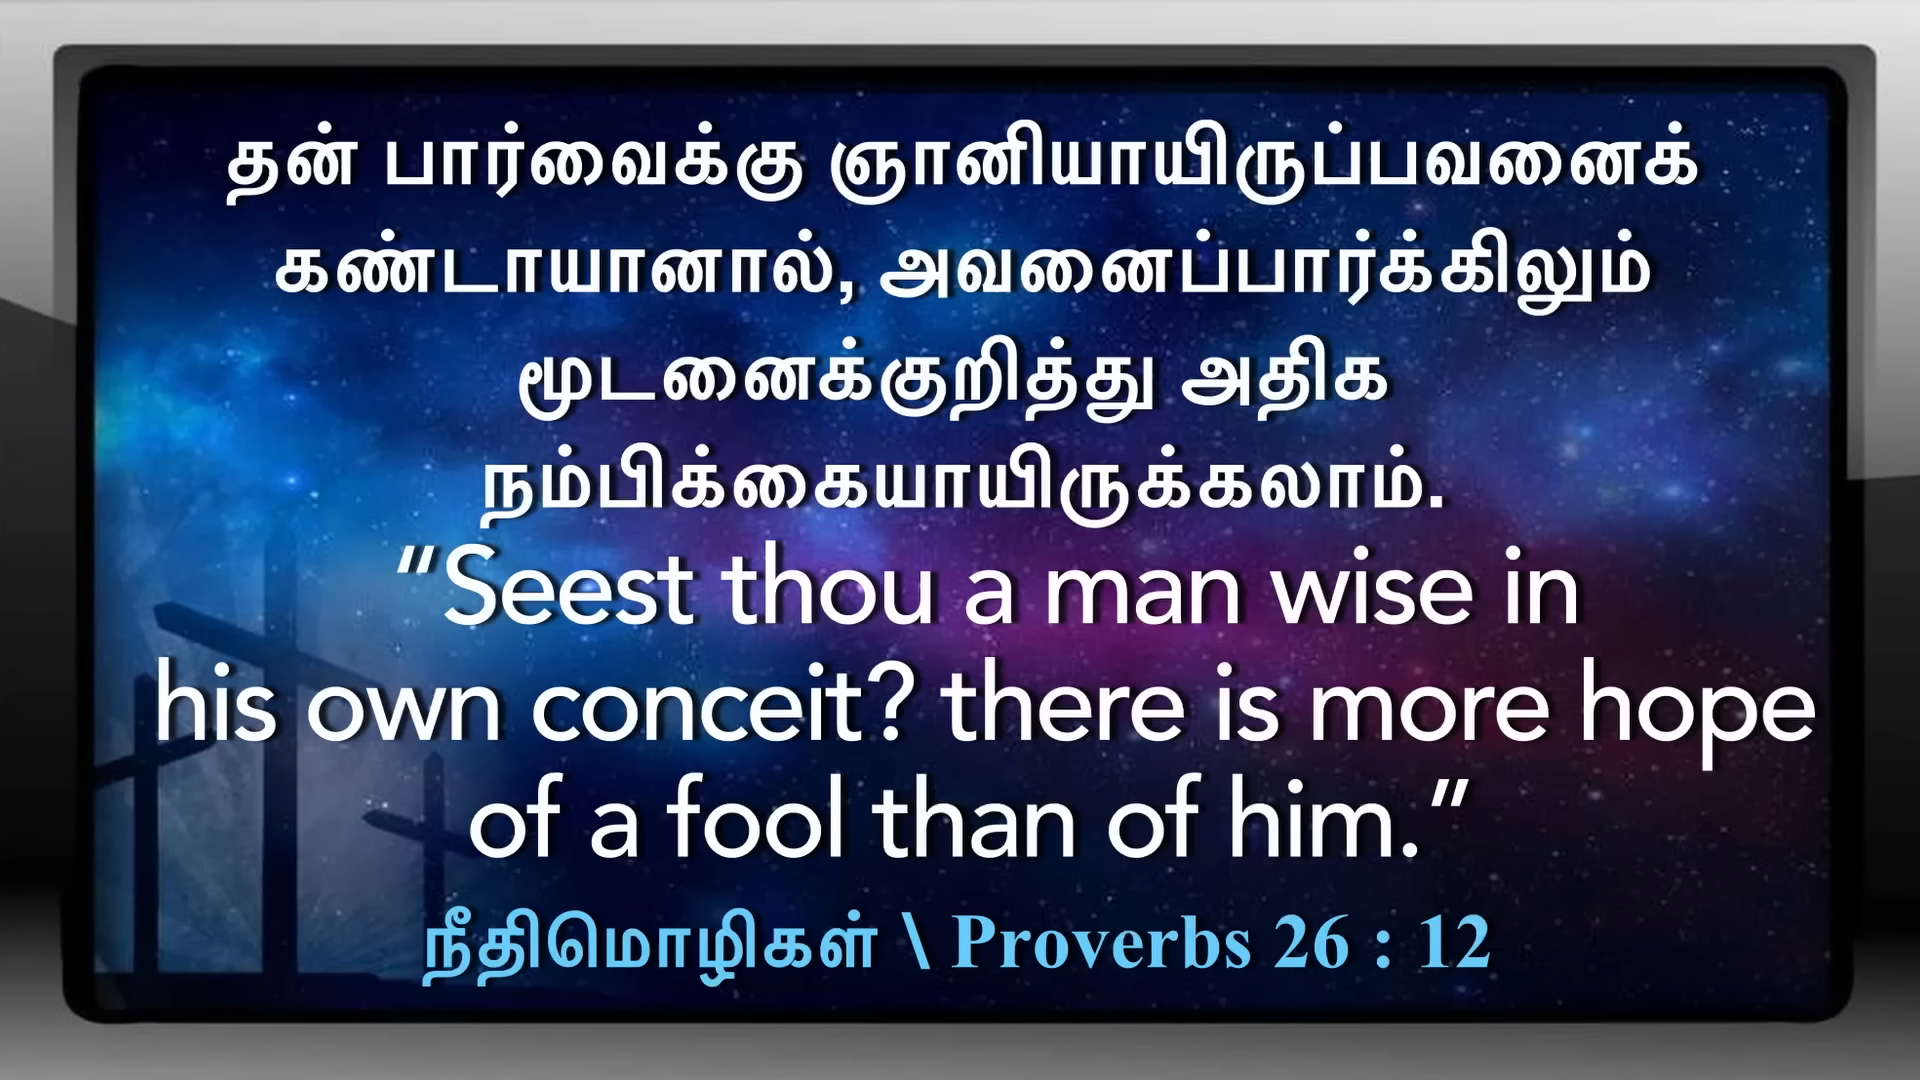 தன் பார்வைக்கு ஞானியாயிருப்பவனைக்
கண்டாயானால், அவனைப்பார்க்கிலும்
மூடனைக்குறித்து அதிக
நம்பிக்கையாயிருக்கலாம்.
“Seest thou a man wise in
his own conceit? there is more hope
of a fool than of him.”
நீதிமொழிகள் \ Proverbs 26 : 12